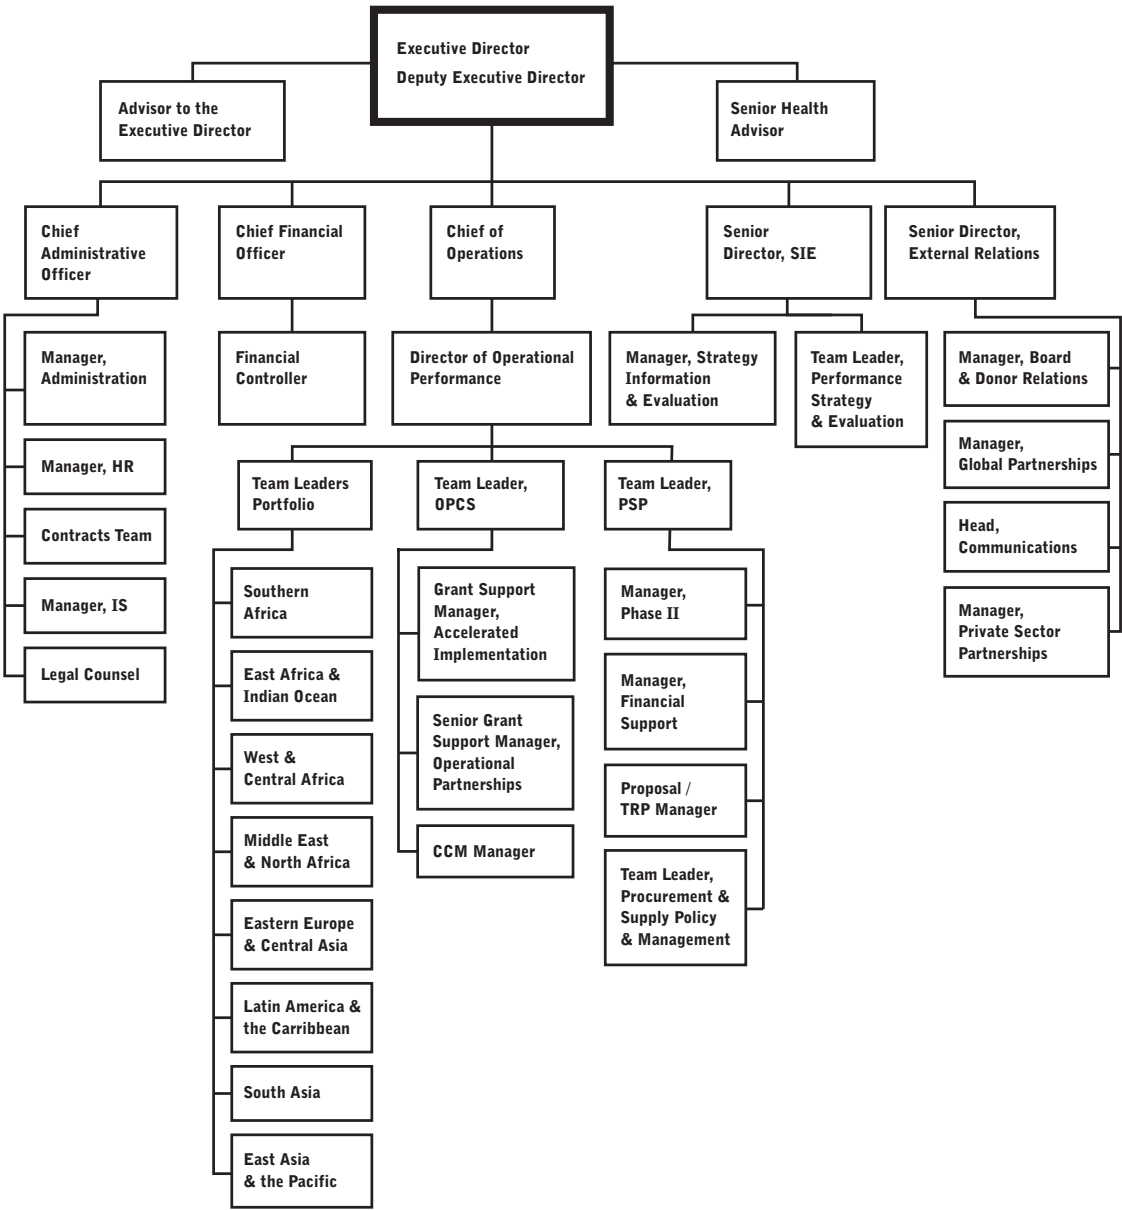 Executive Director
Deputy Executive Director
Advisor to the
Executive Director
Senior Health
Advisor
Chief
Administrative
Officer
Chief Financial
Officer
Chief of
Operations
Senior
Director, SIE
Senior Director,
External Relations
Manager,
Administration
Manager, HR
Contracts Team
Manager, IS
Legal Counsel
Financial
Controller
Director of Operational
Performance
Manager, Strategy
Information
& Evaluation
Team Leader,
Performance
Strategy
& Evaluation
Manager, Board
& Donor Relations
Manager,
Global Partnerships
Head,
Communications
Manager,
Private Sector
Partnerships
Team Leaders
Portfolio
Team Leader,
OPCS
Team Leader,
PSP
Southern
Africa
East Africa &
Indian Ocean
West &
Central Africa
Middle East
& North Africa
Eastern Europe
& Central Asia
Latin America &
the Carribbean
South Asia
East Asia
& the Pacific
Grant Support
Manager,
Accelerated
Implementation
Senior Grant
Support Manager,
Operational
Partnerships
CCM Manager
Manager,
Phase II
Manager,
Financial
Support
Proposal /
TRP Manager
Team Leader,
Procurement &
Supply Policy
& Management